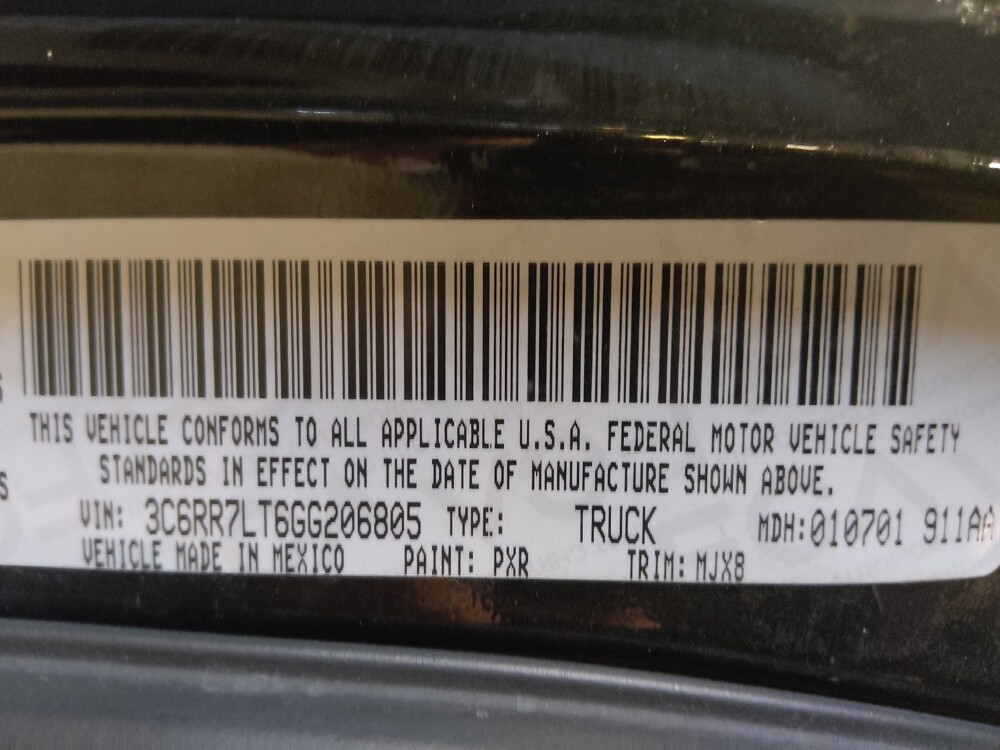 THIS VEHICLE CONFORMS TO ALL APPLICABLE U.S.A. FEDERAL MOTOR VEHICLE SAFETY
STANDARDS IN EFFECT ON THE DATE OF MANUFACTURE SHOWN ABOVE.
VIN: 3C6RR7LT6GG206805 TYPE: TRUCK MDH:010701 911AA
VEHICLE MADE IN MEXICO PAINT: PXR TRIM: MJX8